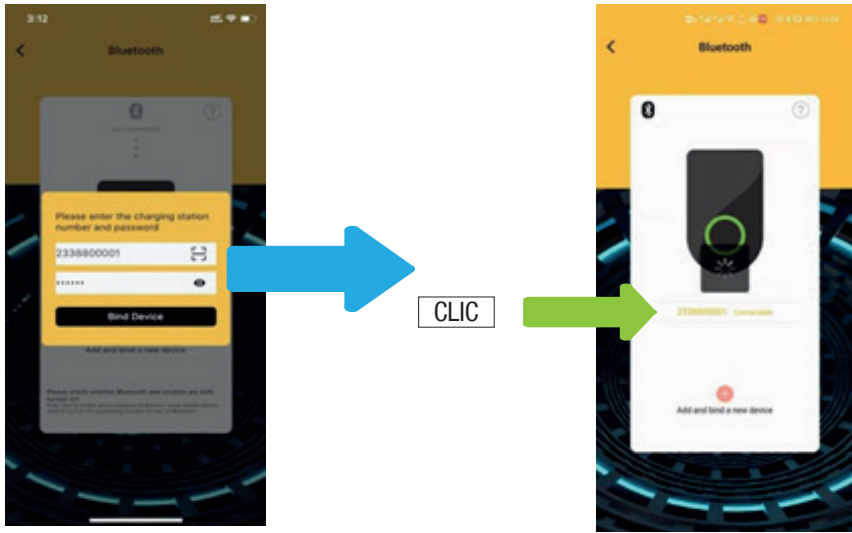 3:12
Bluetooth
?
Please enter the charging station
number and password
2338800001
******
Bind Device
Add and bind a new device
Please check whether Bluetooth and location are both
turned on!
CLIC
Bluetooth
?
2338800001 Connectable
Add and bind a new device